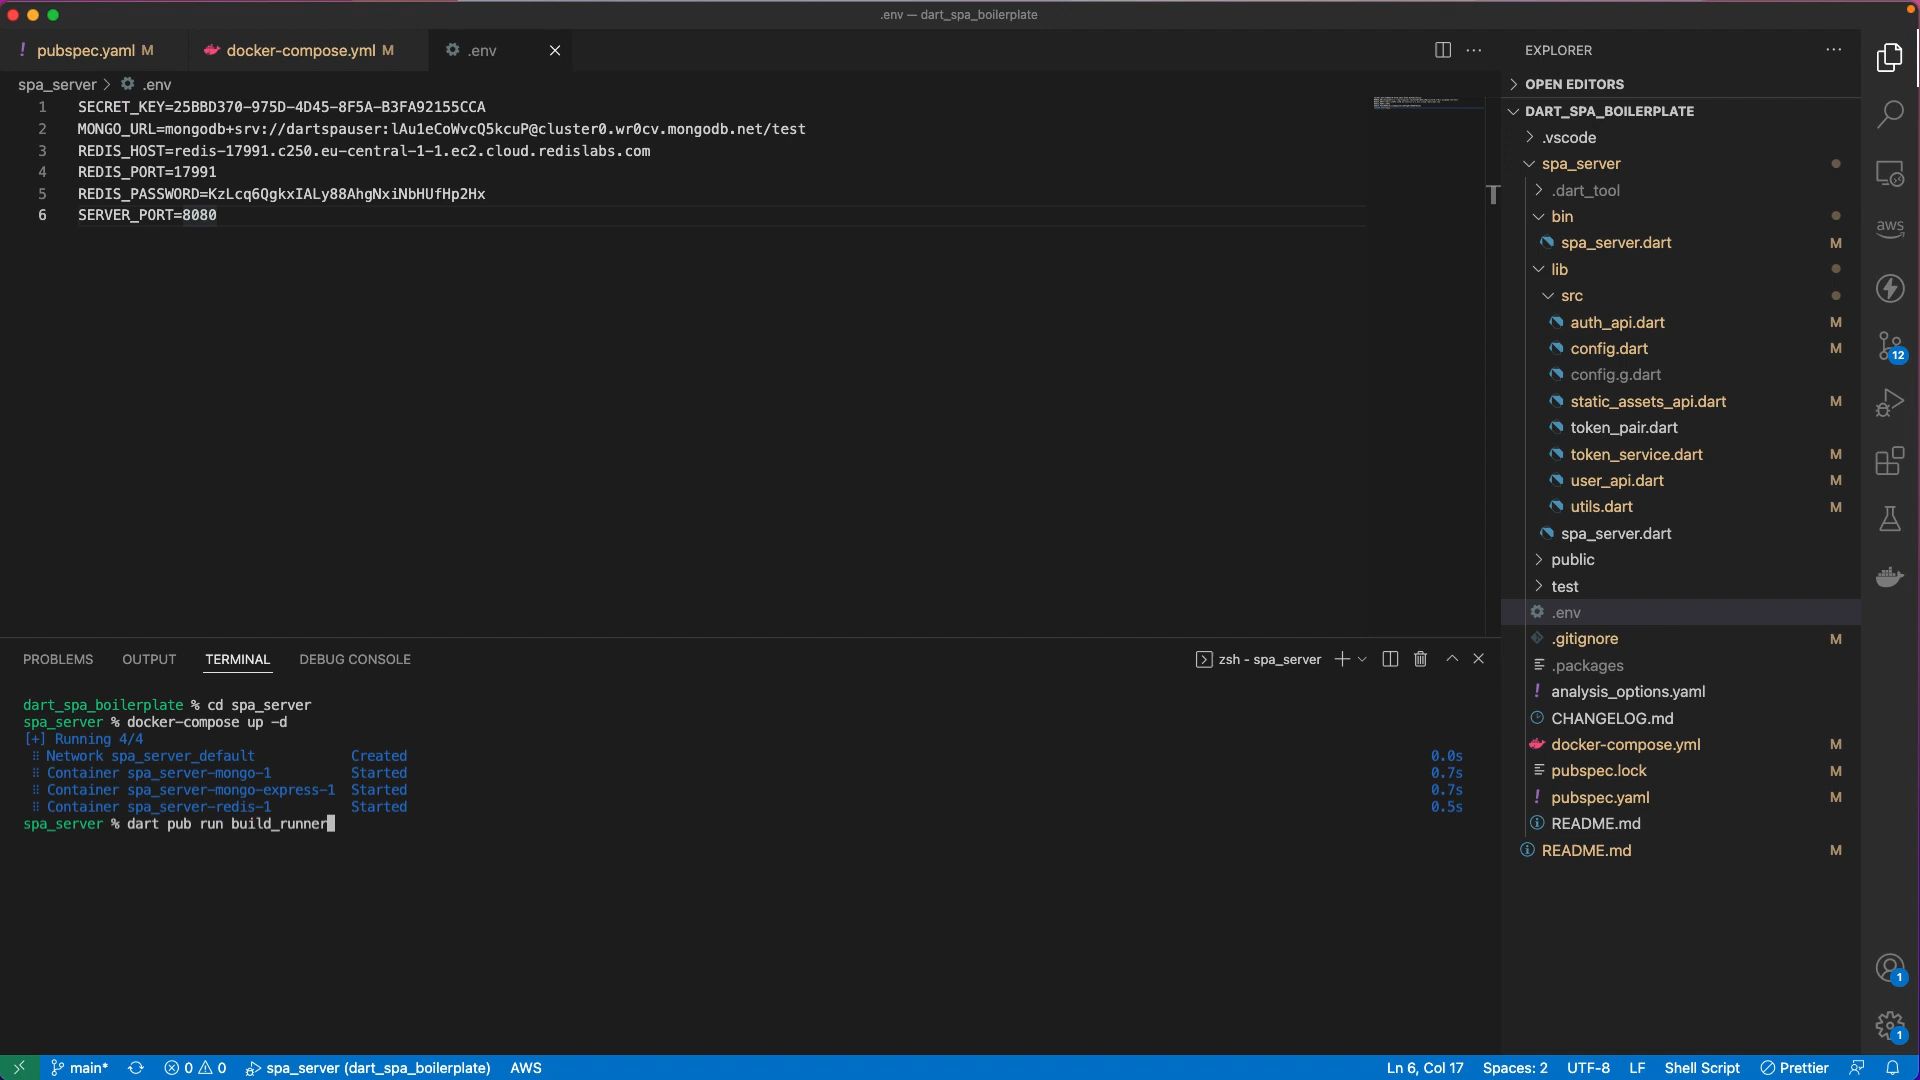 .env — dart_spa_boilerplate
! pubspec.yaml M
docker-compose.yml M
.env
spa_server > .env
1 SECRET_KEY=25BBD370-975D-4D45-8F5A-B3FA92155CCA
2 MONGO_URL=mongodb+srv://dartspauser:lAu1eCoWvcQ5kcuP@cluster0.wr0cv.mongodb.net/test
3 REDIS_HOST=redis-17991.c250.eu-central-1-1.ec2.cloud.redislabs.com
4 REDIS_PORT=17991
5 REDIS_PASSWORD=KzLcq6QgkxIALy88AhgNxiNbHUfHp2Hx
6 SERVER_PORT=8080
PROBLEMS OUTPUT TERMINAL DEBUG CONSOLE
zsh - spa_server
dart_spa_boilerplate % cd spa_server
spa_server % docker-compose up -d
[+] Running 4/4
⠿ Network spa_server_default Created 0.0s
⠿ Container spa_server-mongo-1 Started 0.7s
⠿ Container spa_server-mongo-express-1 Started 0.7s
⠿ Container spa_server-redis-1 Started 0.5s
spa_server % dart pub run build_runner
EXPLORER
OPEN EDITORS
DART_SPA_BOILERPLATE
.vscode
spa_server
.dart_tool
bin
spa_server.dart M
lib
src
auth_api.dart M
config.dart M
config.g.dart
static_assets_api.dart M
token_pair.dart
token_service.dart M
user_api.dart M
utils.dart M
spa_server.dart
public
test
.env
.gitignore M
.packages
! analysis_options.yaml
CHANGELOG.md
docker-compose.yml M
pubspec.lock M
! pubspec.yaml M
README.md
README.md M
aws
12
1
1
main* 0 0 spa_server (dart_spa_boilerplate) AWS
Ln 6, Col 17 Spaces: 2 UTF-8 LF Shell Script Prettier